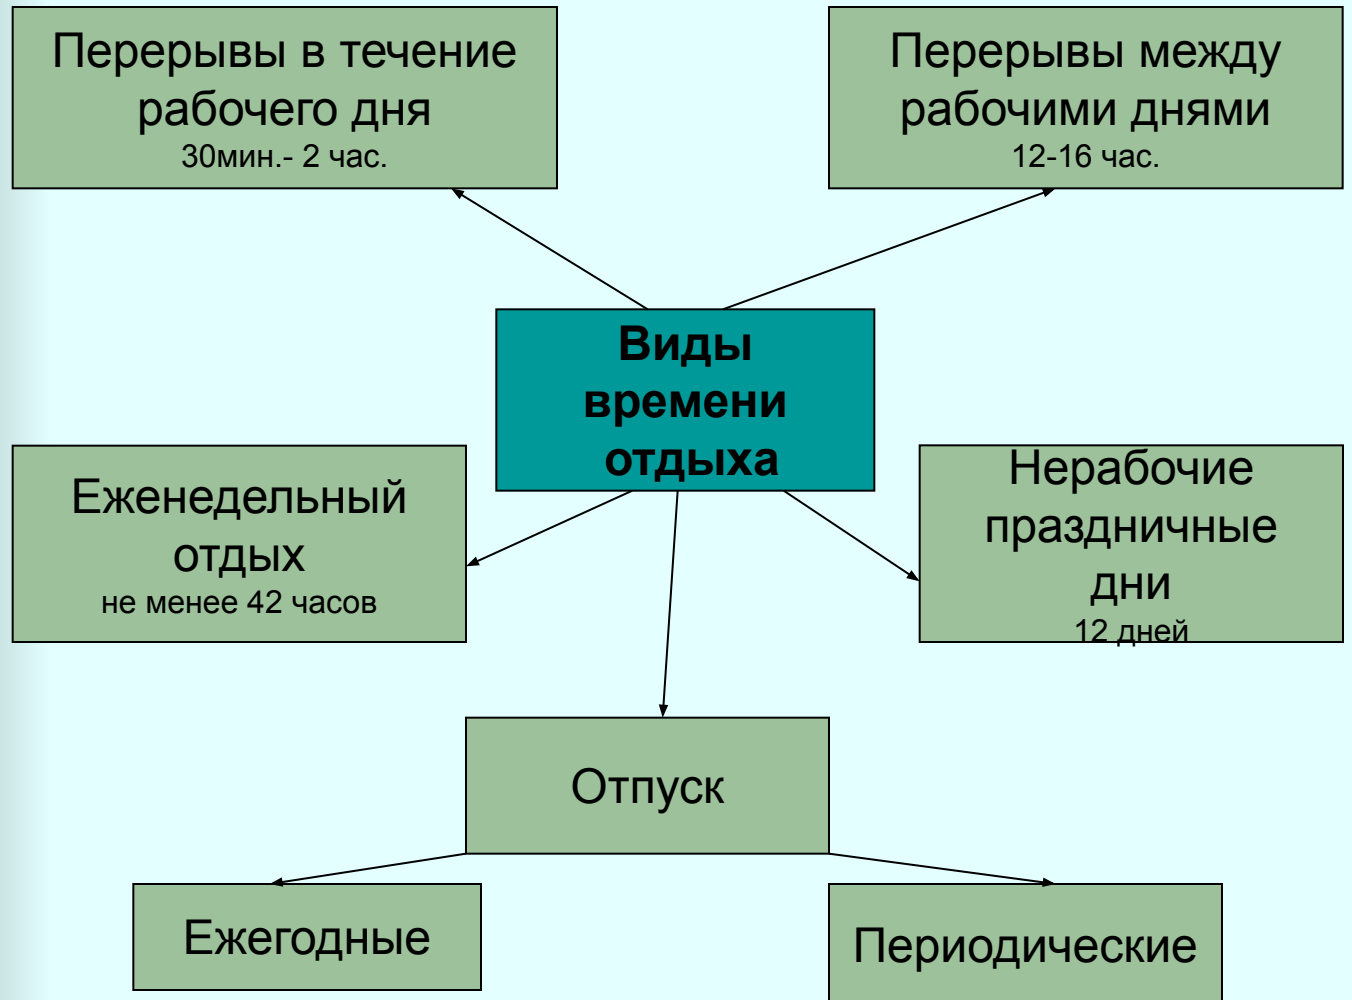 Перерывы в течение
рабочего дня
30мин.- 2 час.
Перерывы между
рабочими днями
12-16 час.
Виды
времени
отдыха
Еженедельный
отдых
не менее 42 часов
Нерабочие
праздничные
дни
12 дней
Отпуск
Ежегодные
Периодические